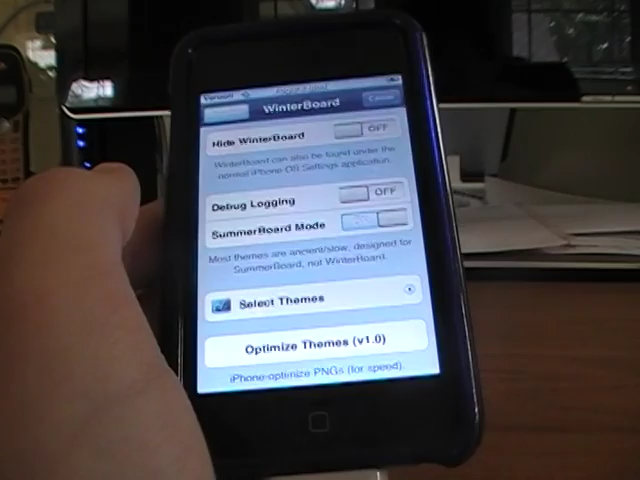 WinterBoard
Hide WinterBoard OFF
WinterBoard can also be found under the
normal iPhone OS Settings application.
Debug Logging OFF
SummerBoard Mode
Most themes are ancient/slow, designed for
SummerBoard, not WinterBoard.
Select Themes
Optimize Themes (v1.0)
iPhone-optimize PNGs (for speed).